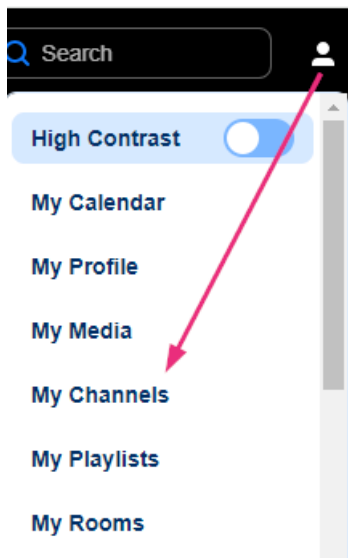 Search
High Contrast
My Calendar
My Profile
My Media
My Channels
My Playlists
My Rooms